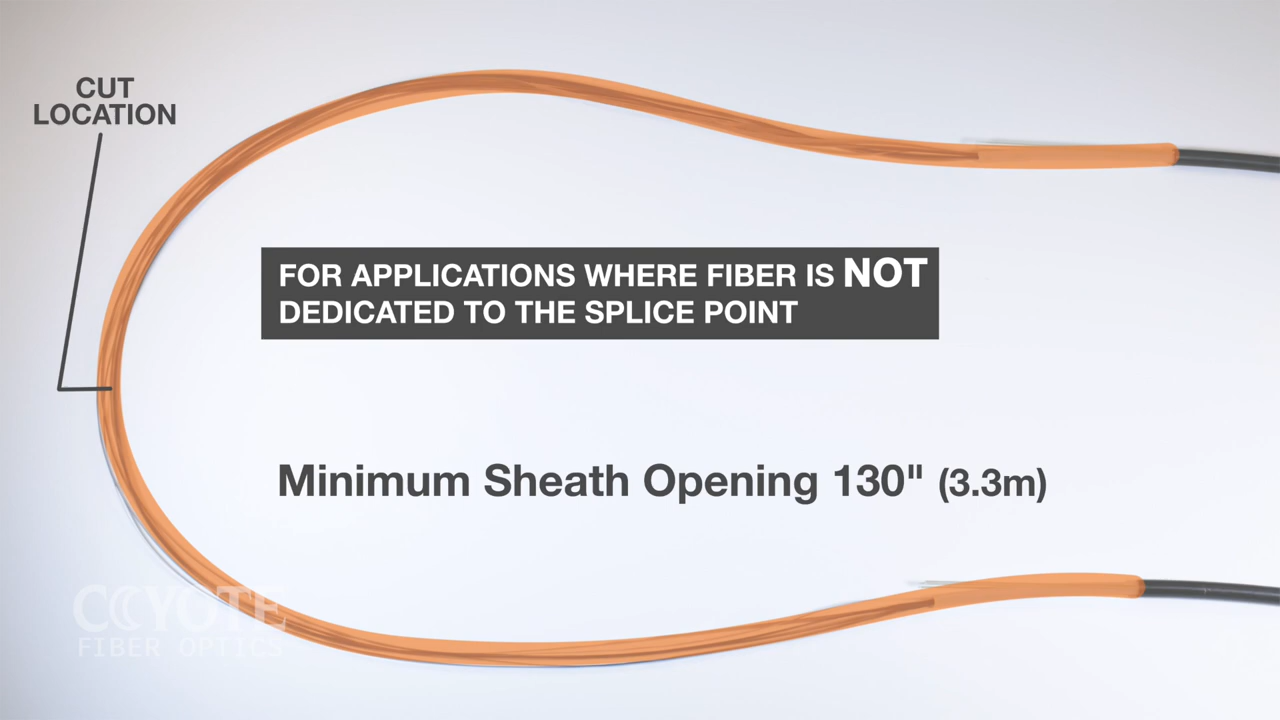 CUT
LOCATION
FOR APPLICATIONS WHERE FIBER IS NOT
DEDICATED TO THE SPLICE POINT
Minimum Sheath Opening 130" (3.3m)
COYOTE
FIBER OPTICS